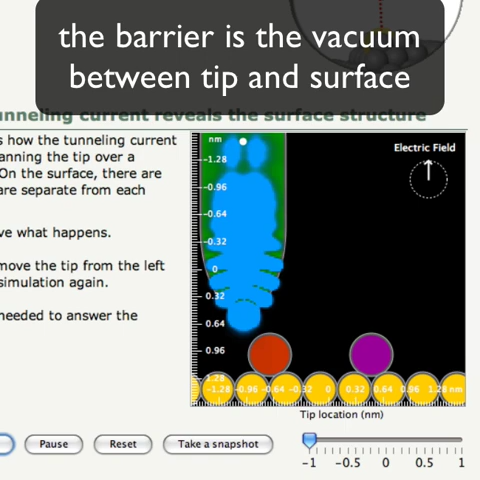 the barrier is the vacuum
between tip and surface
unneling current reveals the surface structure
s how the tunneling current
anning the tip over a
On the surface, there are
are separate from each
ve what happens.
move the tip from the left
simulation again.
needed to answer the
nm
-1.28
-0.96
-0.64
-0.32
0
0.32
0.64
0.96
1.28
Electric Field
-1.28 -0.96 -0.64 -0.32 0 0.32 0.64 0.96 1.28 nm
Tip location (nm)
Pause Reset Take a snapshot
-1 -0.5 0 0.5 1